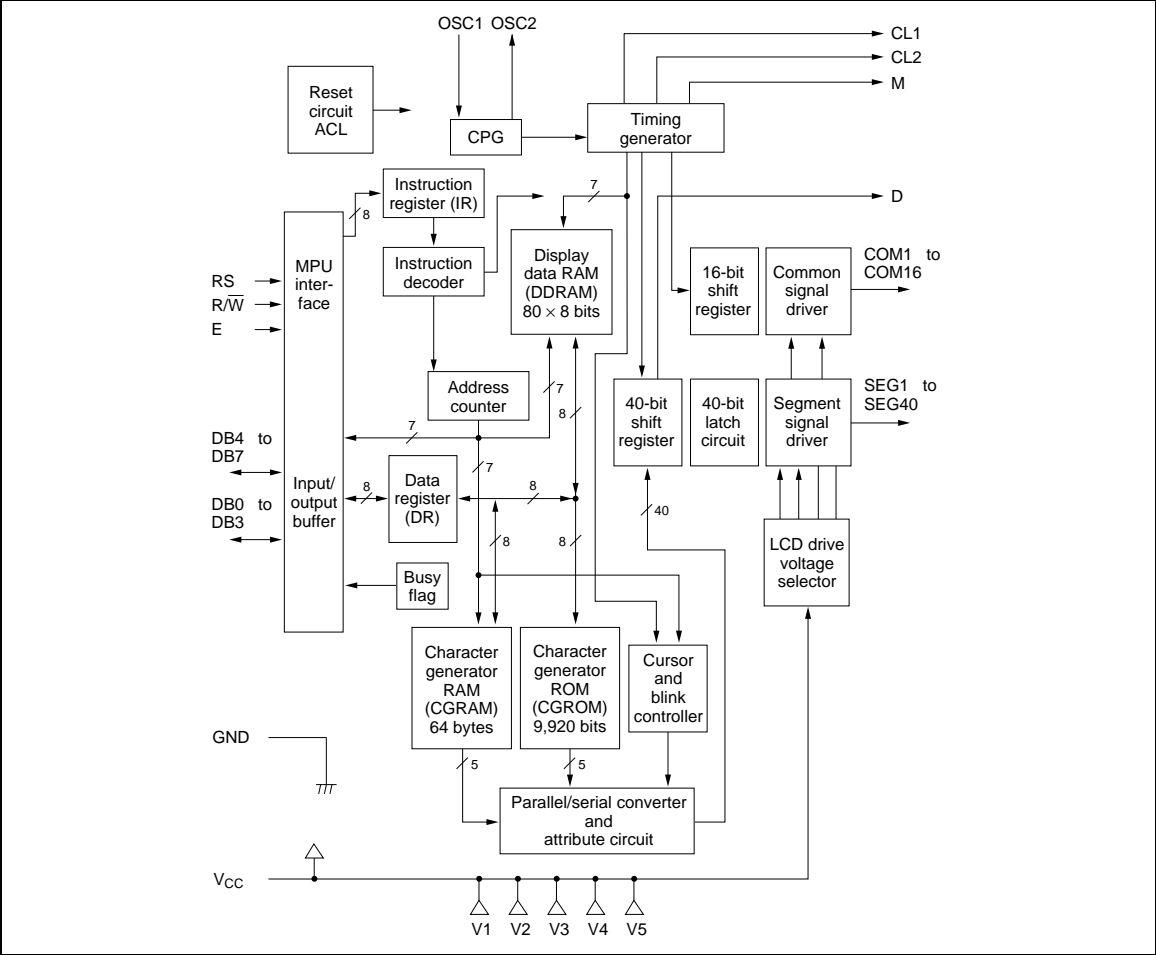 OSC1 OSC2
CL1
CL2
M
Reset
circuit
ACL
CPG
Timing
generator
Instruction
register (IR)
8
7
D
MPU
inter-
face
Instruction
decoder
Display
data RAM
(DDRAM)
80 × 8 bits
16-bit
shift
register
Common
signal
driver
COM1 to
COM16
RS
R/W̅
E
Address
counter
7
8
40-bit
shift
register
40-bit
latch
circuit
Segment
signal
driver
SEG1 to
SEG40
DB4 to
DB7
7
7
Input/
output
buffer
8
Data
register
(DR)
8
DB0 to
DB3
8
8
40
LCD drive
voltage
selector
Busy
flag
Character
generator
RAM
(CGRAM)
64 bytes
Character
generator
ROM
(CGROM)
9,920 bits
Cursor
and
blink
controller
GND
5
5
Parallel/serial converter
and
attribute circuit
VCC
V1 V2 V3 V4 V5